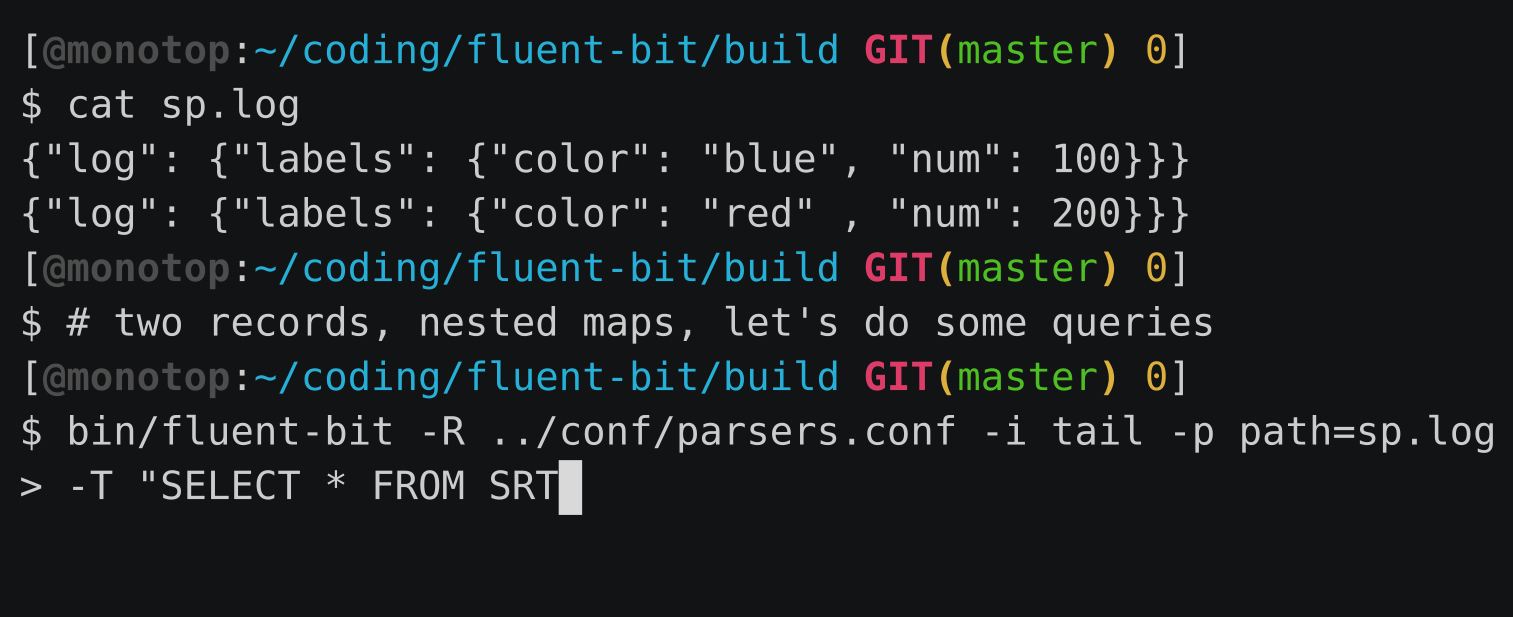 [@monotop:~/coding/fluent-bit/build GIT(master) 0]
$ cat sp.log
{"log": {"labels": {"color": "blue", "num": 100}}}
{"log": {"labels": {"color": "red" , "num": 200}}}
[@monotop:~/coding/fluent-bit/build GIT(master) 0]
$ # two records, nested maps, let's do some queries
[@monotop:~/coding/fluent-bit/build GIT(master) 0]
$ bin/fluent-bit -R ../conf/parsers.conf -i tail -p path=sp.log
> -T "SELECT * FROM SRT